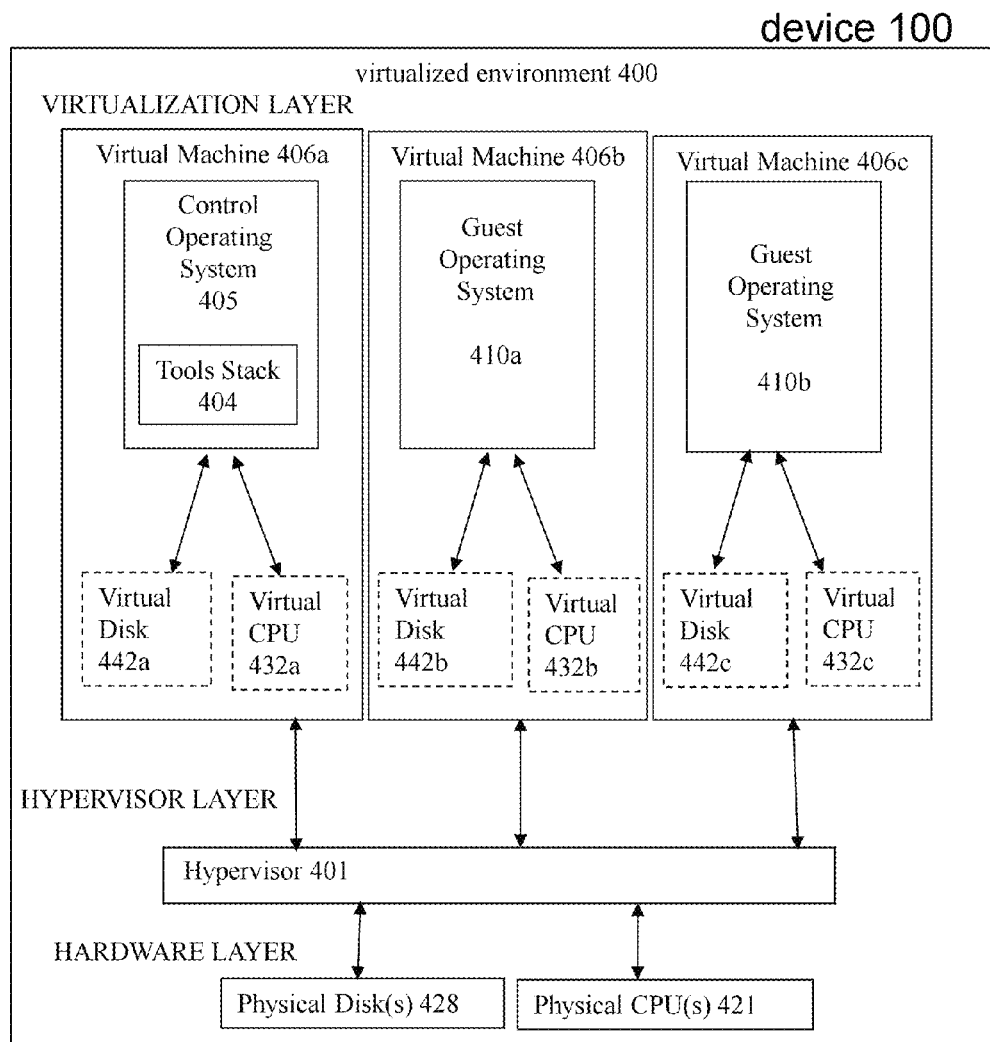 device 100
virtualized environment 400
VIRTUALIZATION LAYER
Virtual Machine 406a
Control
Operating
System
405
Tools Stack
404
Virtual
Disk
442a
Virtual
CPU
432a
Virtual Machine 406b
Guest
Operating
System
410a
Virtual
Disk
442b
Virtual
CPU
432b
Virtual Machine 406c
Guest
Operating
System
410b
Virtual
Disk
442c
Virtual
CPU
432c
HYPERVISOR LAYER
Hypervisor 401
HARDWARE LAYER
Physical Disk(s) 428
Physical CPU(s) 421